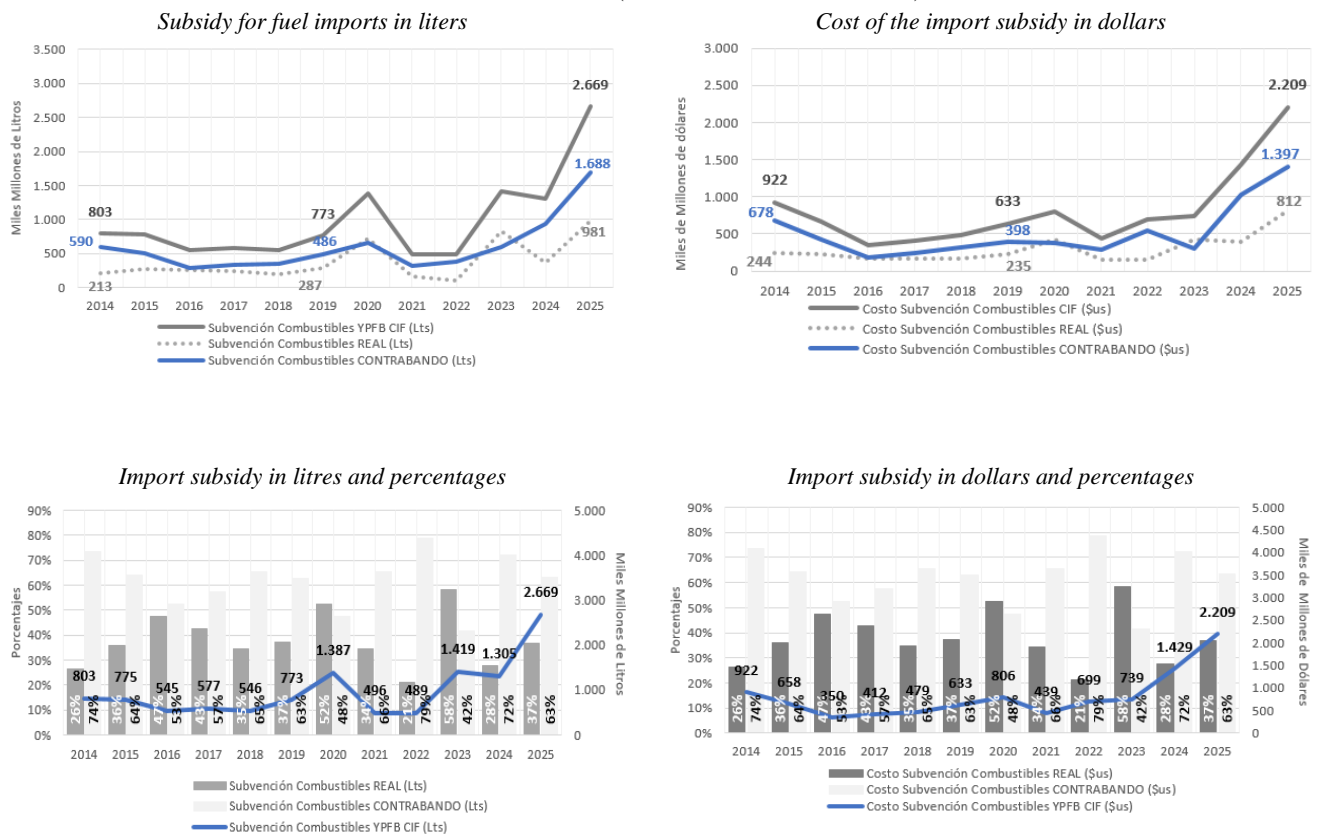 Subsidy for fuel imports in liters
3.500
3.000
2.500
2.000
1.500
1.000
500
0
Miles Millones de Litros
803
590
213
773
486
287
2.669
1.688
981
2014 2015 2016 2017 2018 2019 2020 2021 2022 2023 2024 2025
Subvención Combustibles YPFB CIF (Lts)
Subvención Combustibles REAL (Lts)
Subvención Combustibles CONTRABANDO (Lts)
Cost of the import subsidy in dollars
3.000
2.500
2.000
1.500
1.000
500
0
Miles de Millones de dólares
922
678
244
633
398
235
2.209
1.397
812
2014 2015 2016 2017 2018 2019 2020 2021 2022 2023 2024 2025
Costo Subvención Combustibles CIF ($us)
Costo Subvención Combustibles REAL ($us)
Costo Subvención Combustibles CONTRABANDO ($us)
Import subsidy in litres and percentages
90%
80%
70%
60%
50%
40%
30%
20%
10%
0%
Porcentajes
5.000
4.000
3.000
2.000
1.000
0
Miles Millones de Litros
803 775 545 577 546 773 1.387 496 489 1.419 1.305 2.669
26% 74% 36% 64% 47% 53% 43% 57% 35% 65% 37% 63% 52% 48% 34% 66% 21% 79% 58% 42% 28% 72% 37% 63%
2014 2015 2016 2017 2018 2019 2020 2021 2022 2023 2024 2025
Subvención Combustibles REAL (Lts)
Subvención Combustibles CONTRABANDO (Lts)
Subvención Combustibles YPFB CIF (Lts)
Import subsidy in dollars and percentages
90%
80%
70%
60%
50%
40%
30%
20%
10%
0%
Porcentajes
5.000
4.500
4.000
3.500
3.000
2.500
2.000
1.500
1.000
500
0
Miles de Millones de Dólares
922 658 350 412 479 633 806 439 699 739 1.429 2.209
26% 74% 36% 64% 47% 53% 43% 57% 35% 65% 37% 63% 52% 48% 34% 66% 21% 79% 58% 42% 28% 72% 37% 63%
2014 2015 2016 2017 2018 2019 2020 2021 2022 2023 2024 2025
Costo Subvención Combustibles REAL ($us)
Costo Subvención Combustibles CONTRABANDO ($us)
Costo Subvención Combustibles YPFB CIF ($us)